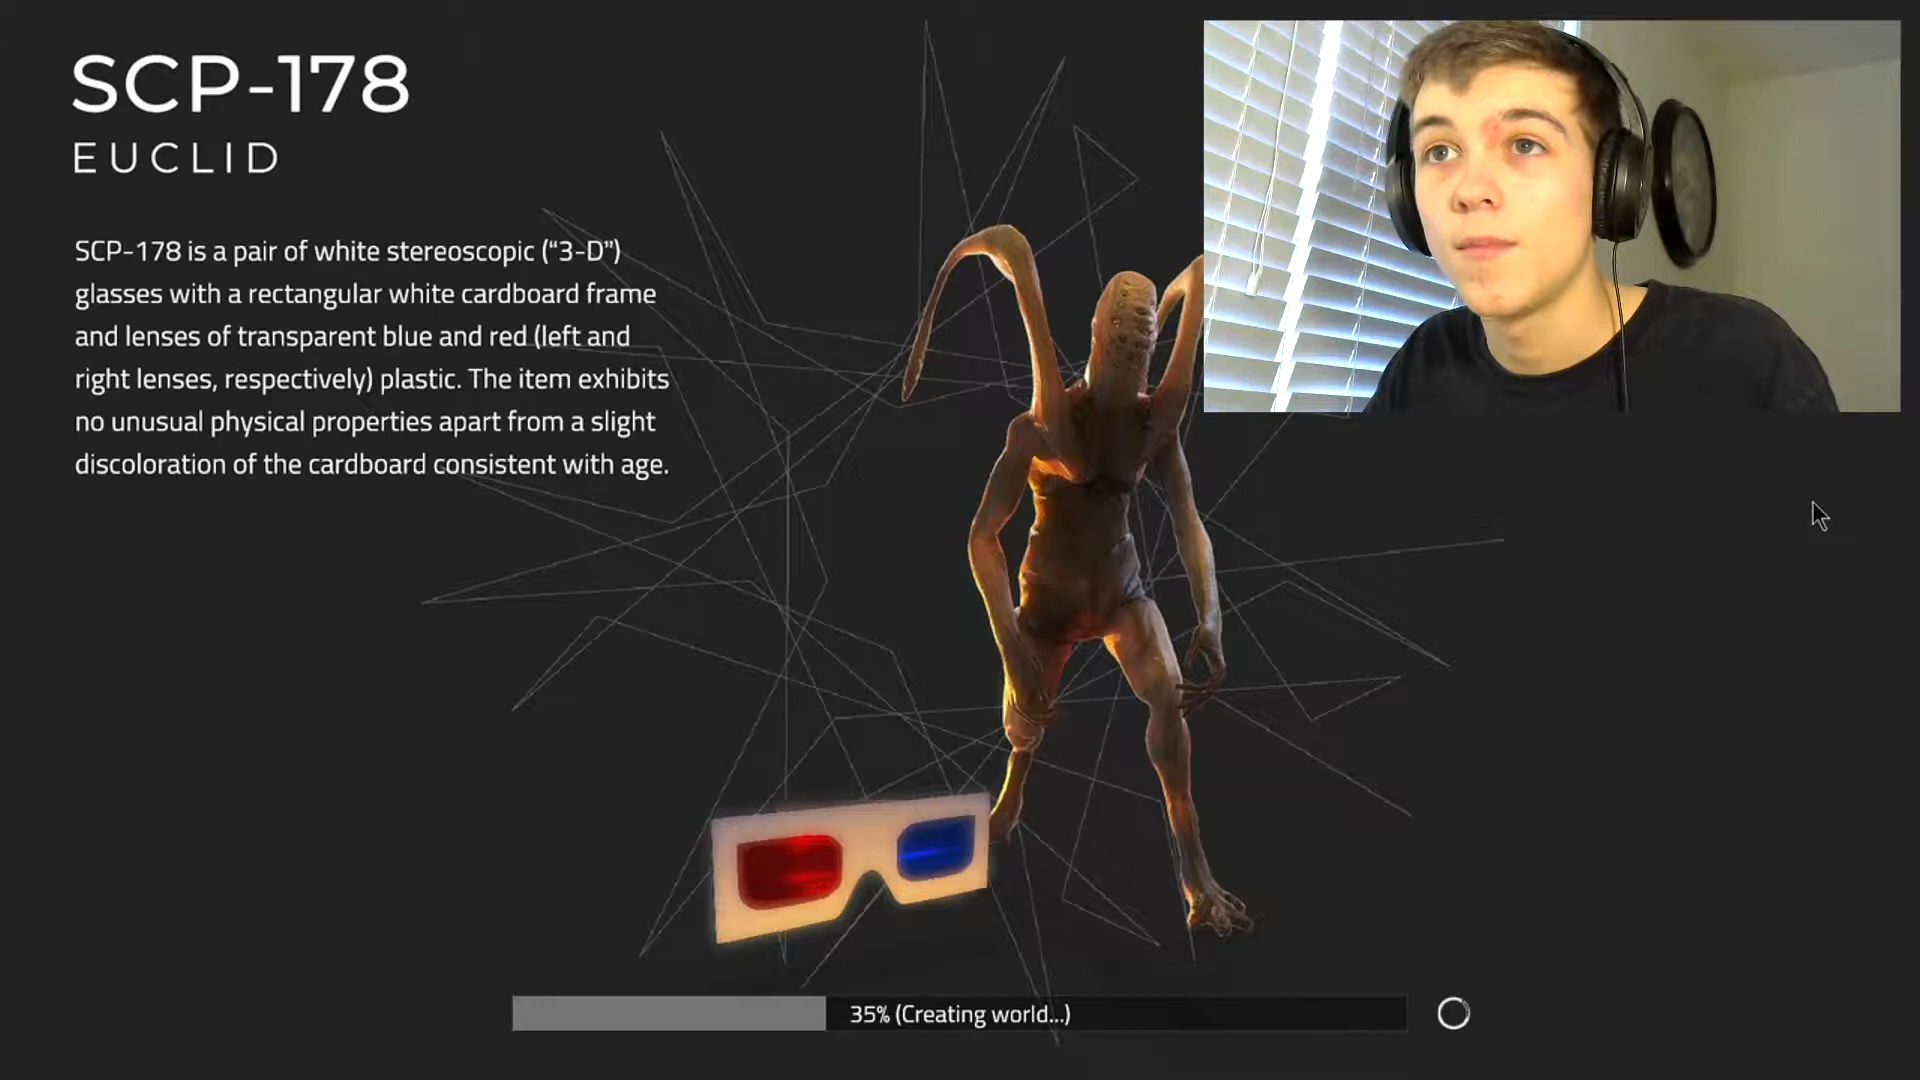 SCP-178
EUCLID
SCP-178 is a pair of white stereoscopic (“3-D”)
glasses with a rectangular white cardboard frame
and lenses of transparent blue and red (left and
right lenses, respectively) plastic. The item exhibits
no unusual physical properties apart from a slight
discoloration of the cardboard consistent with age.
35% (Creating world...)